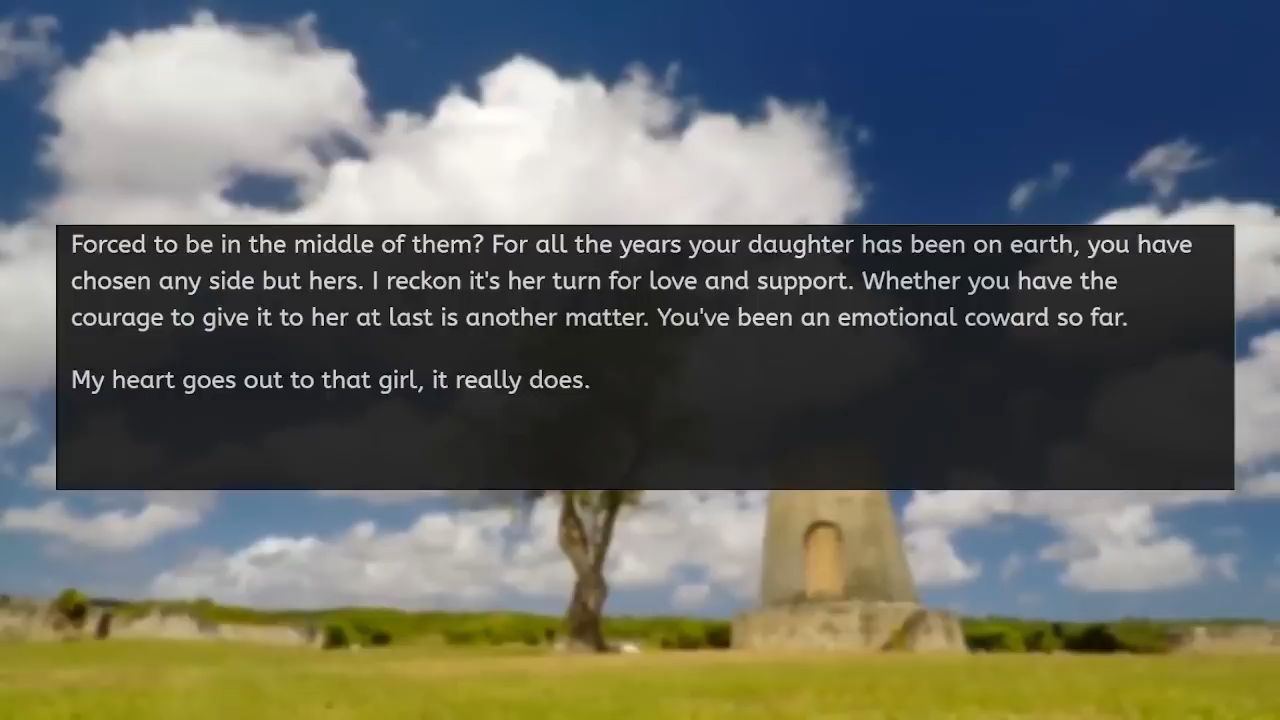 Forced to be in the middle of them? For all the years your daughter has been on earth, you have
chosen any side but hers. I reckon it's her turn for love and support. Whether you have the
courage to give it to her at last is another matter. You've been an emotional coward so far.
My heart goes out to that girl, it really does.